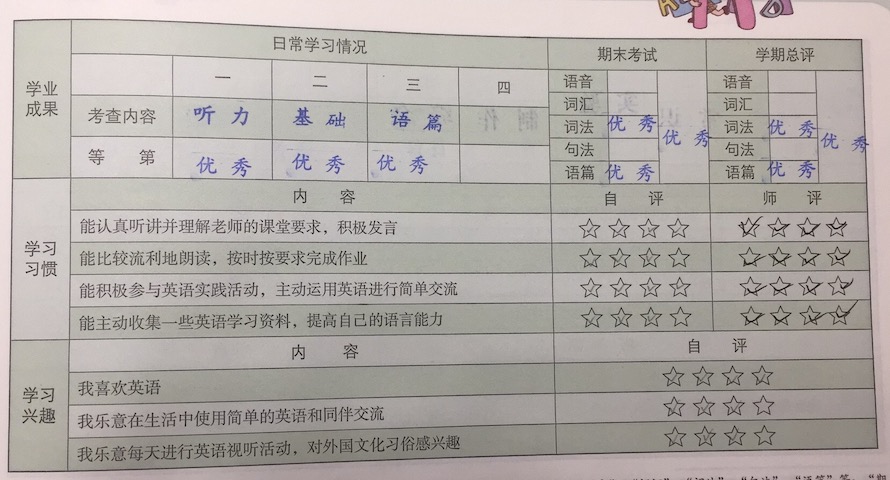 日常学习情况 期末考试 学期总评
学业成果 一 二 三 四 语音 语音
词汇 词汇
考查内容 听力 基础 语篇 词法 优秀 优秀 词法 优秀 优秀
句法 句法
等第 优秀 优秀 优秀 语篇 优秀 语篇 优秀
学习习惯 内容 自评 师评
能认真听讲并理解老师的课堂要求，积极发言
能比较流利地朗读，按时按要求完成作业
能积极参与英语实践活动，主动运用英语进行简单交流
能主动收集一些英语学习资料，提高自己的语言能力
学习兴趣 内容 自评
我喜欢英语
我乐意在生活中使用简单的英语和同伴交流
我乐意每天进行英语视听活动，对外国文化习俗感兴趣